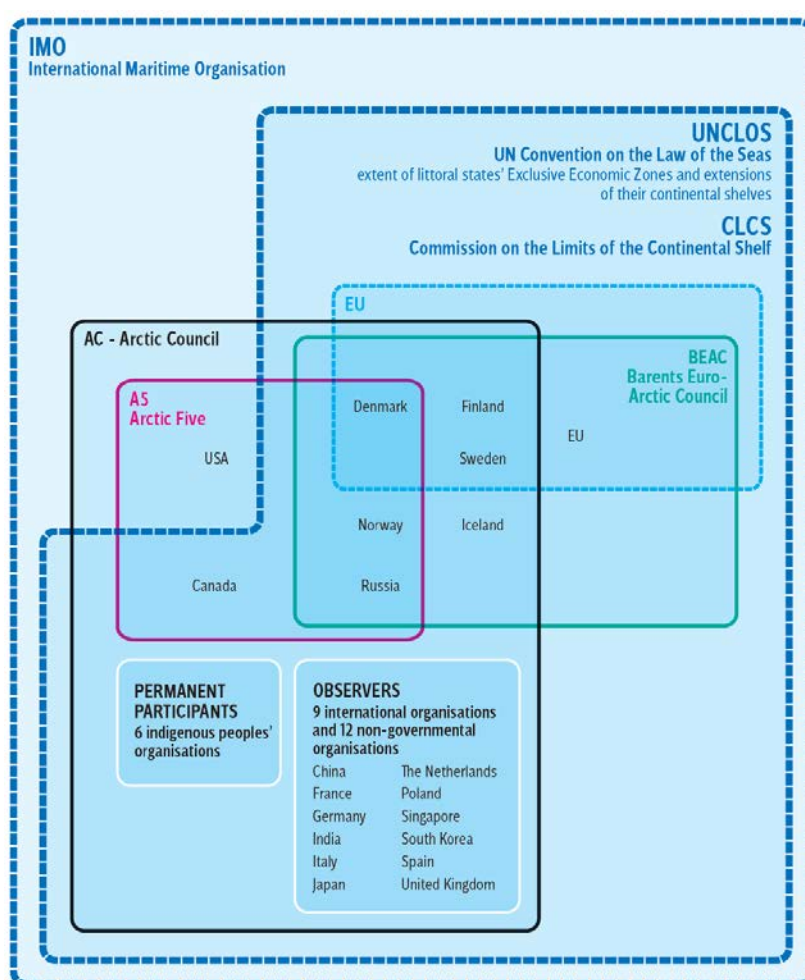 IMO
International Maritime Organisation
UNCLOS
UN Convention on the Law of the Seas
extent of littoral states' Exclusive Economic Zones and extensions
of their continental shelves
CLCS
Commission on the Limits of the Continental Shelf
EU
AC - Arctic Council
BEAC
Barents Euro-
Arctic Council
A5
Arctic Five
Denmark
Finland
EU
USA
Sweden
Norway
Iceland
Canada
Russia
PERMANENT
PARTICIPANTS
6 indigenous peoples'
organisations
OBSERVERS
9 international organisations
and 12 non-governmental
organisations
China
The Netherlands
France
Poland
Germany
Singapore
India
South Korea
Italy
Spain
Japan
United Kingdom